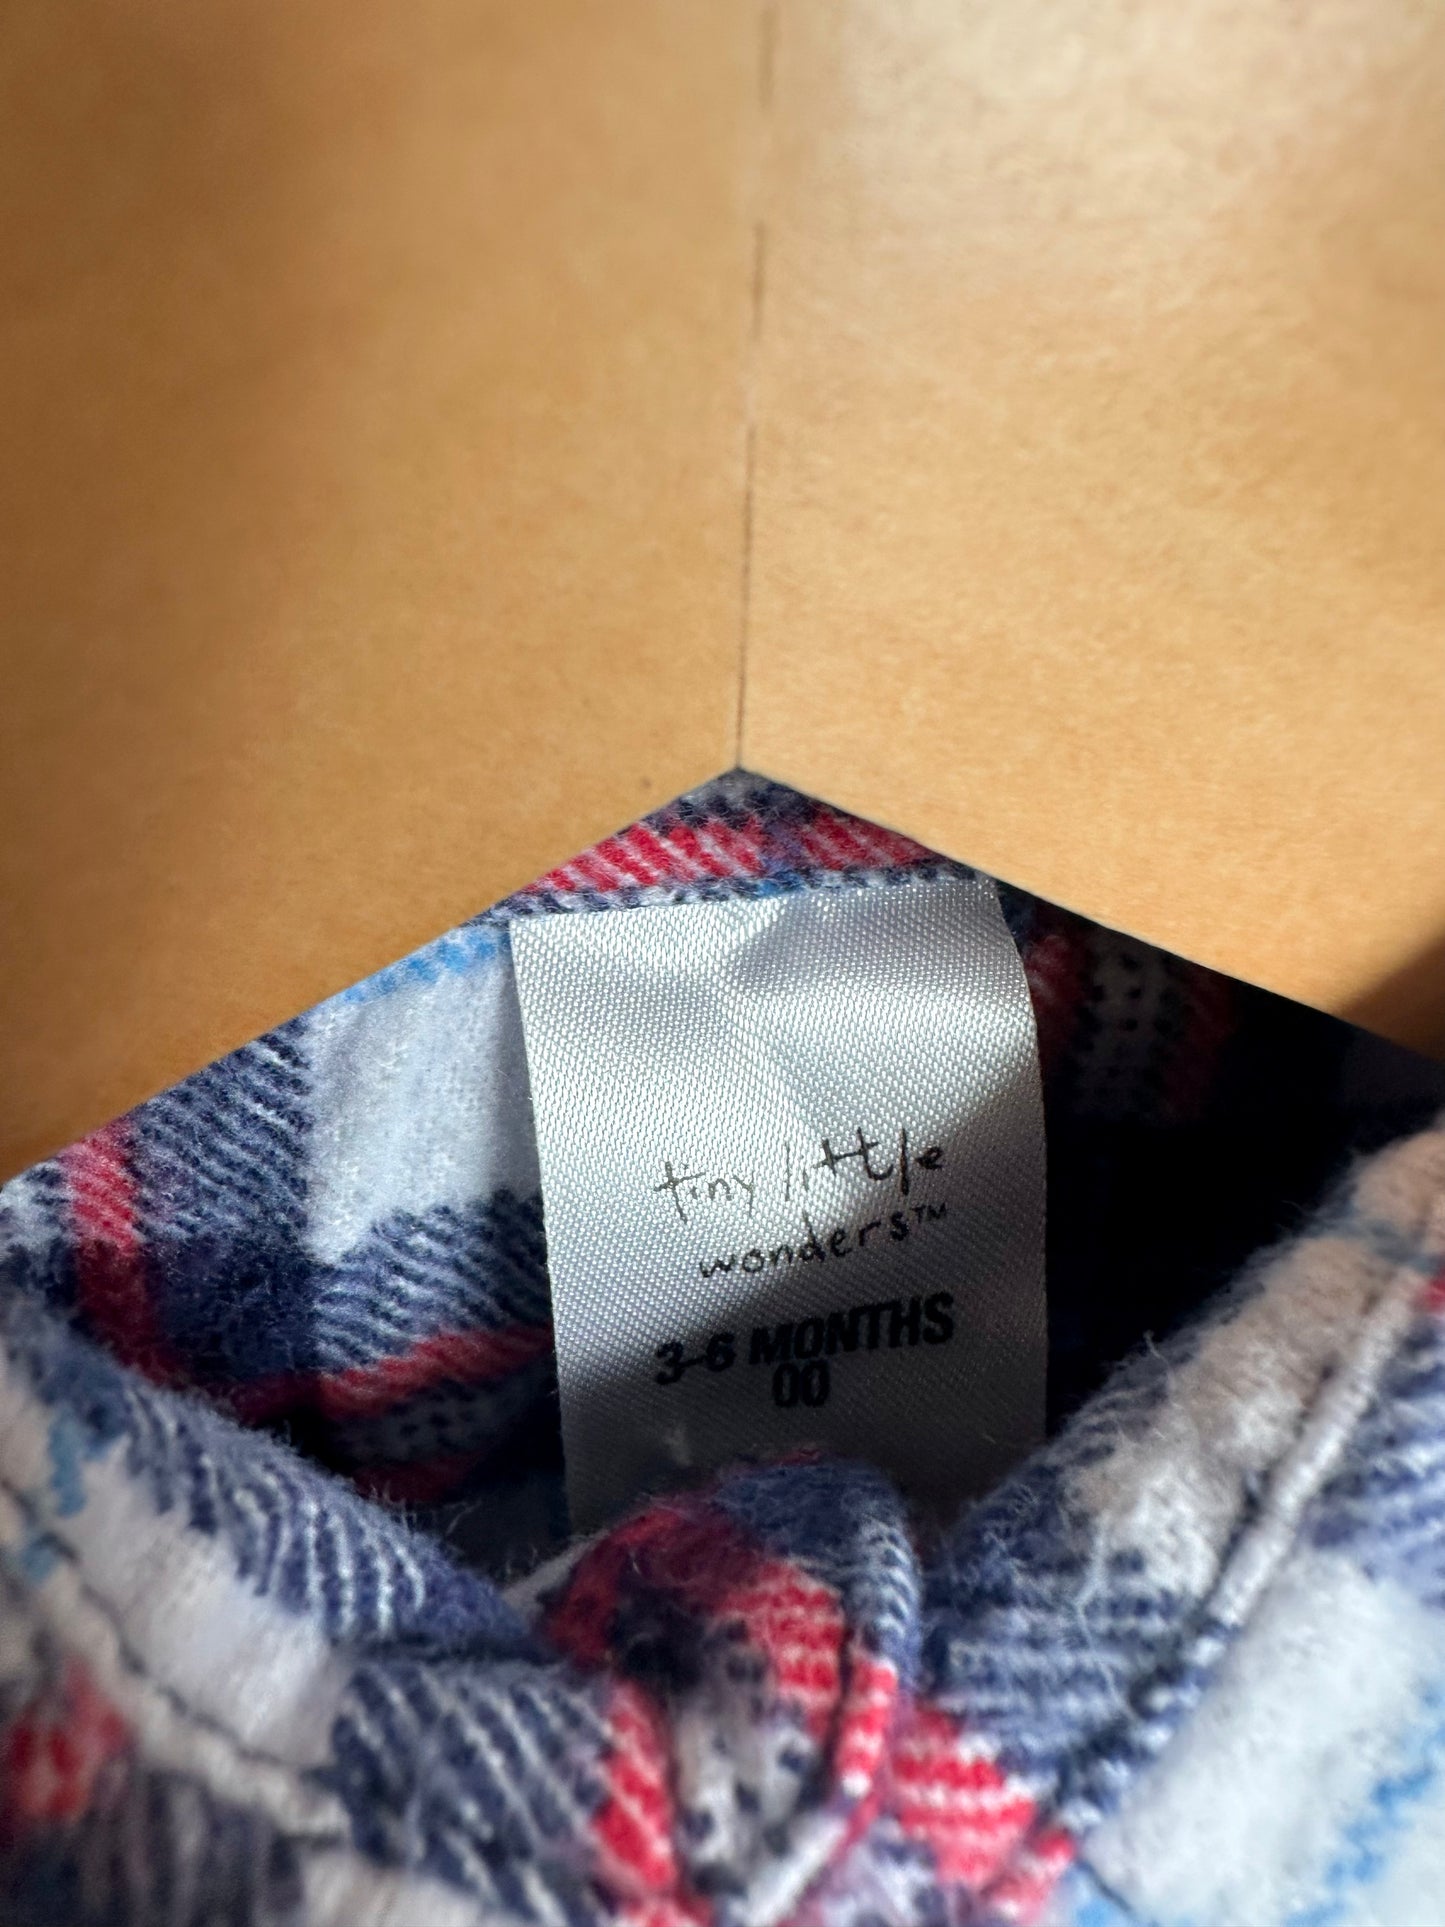 tiny little
wonders™
3-6 MONTHS
00